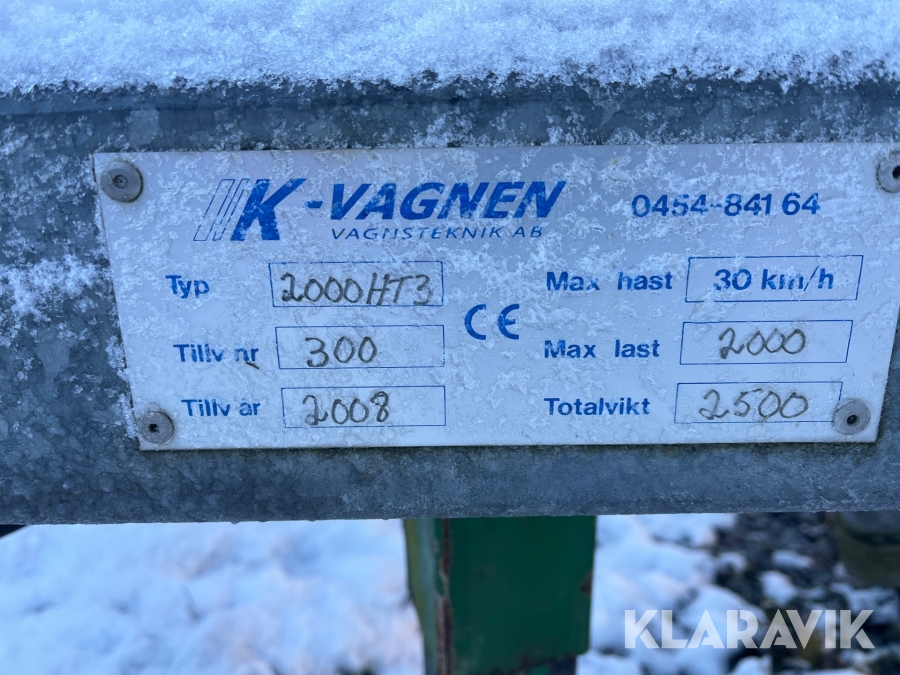 K-VAGNEN 0454-841 64
VAGNSTEKNIK AB
Typ 2000HT3 Max hast 30 km/h
CE
Tillv nr 300 Max last 2000
Tillv år 2008 Totalvikt 2500
KLARAVIK